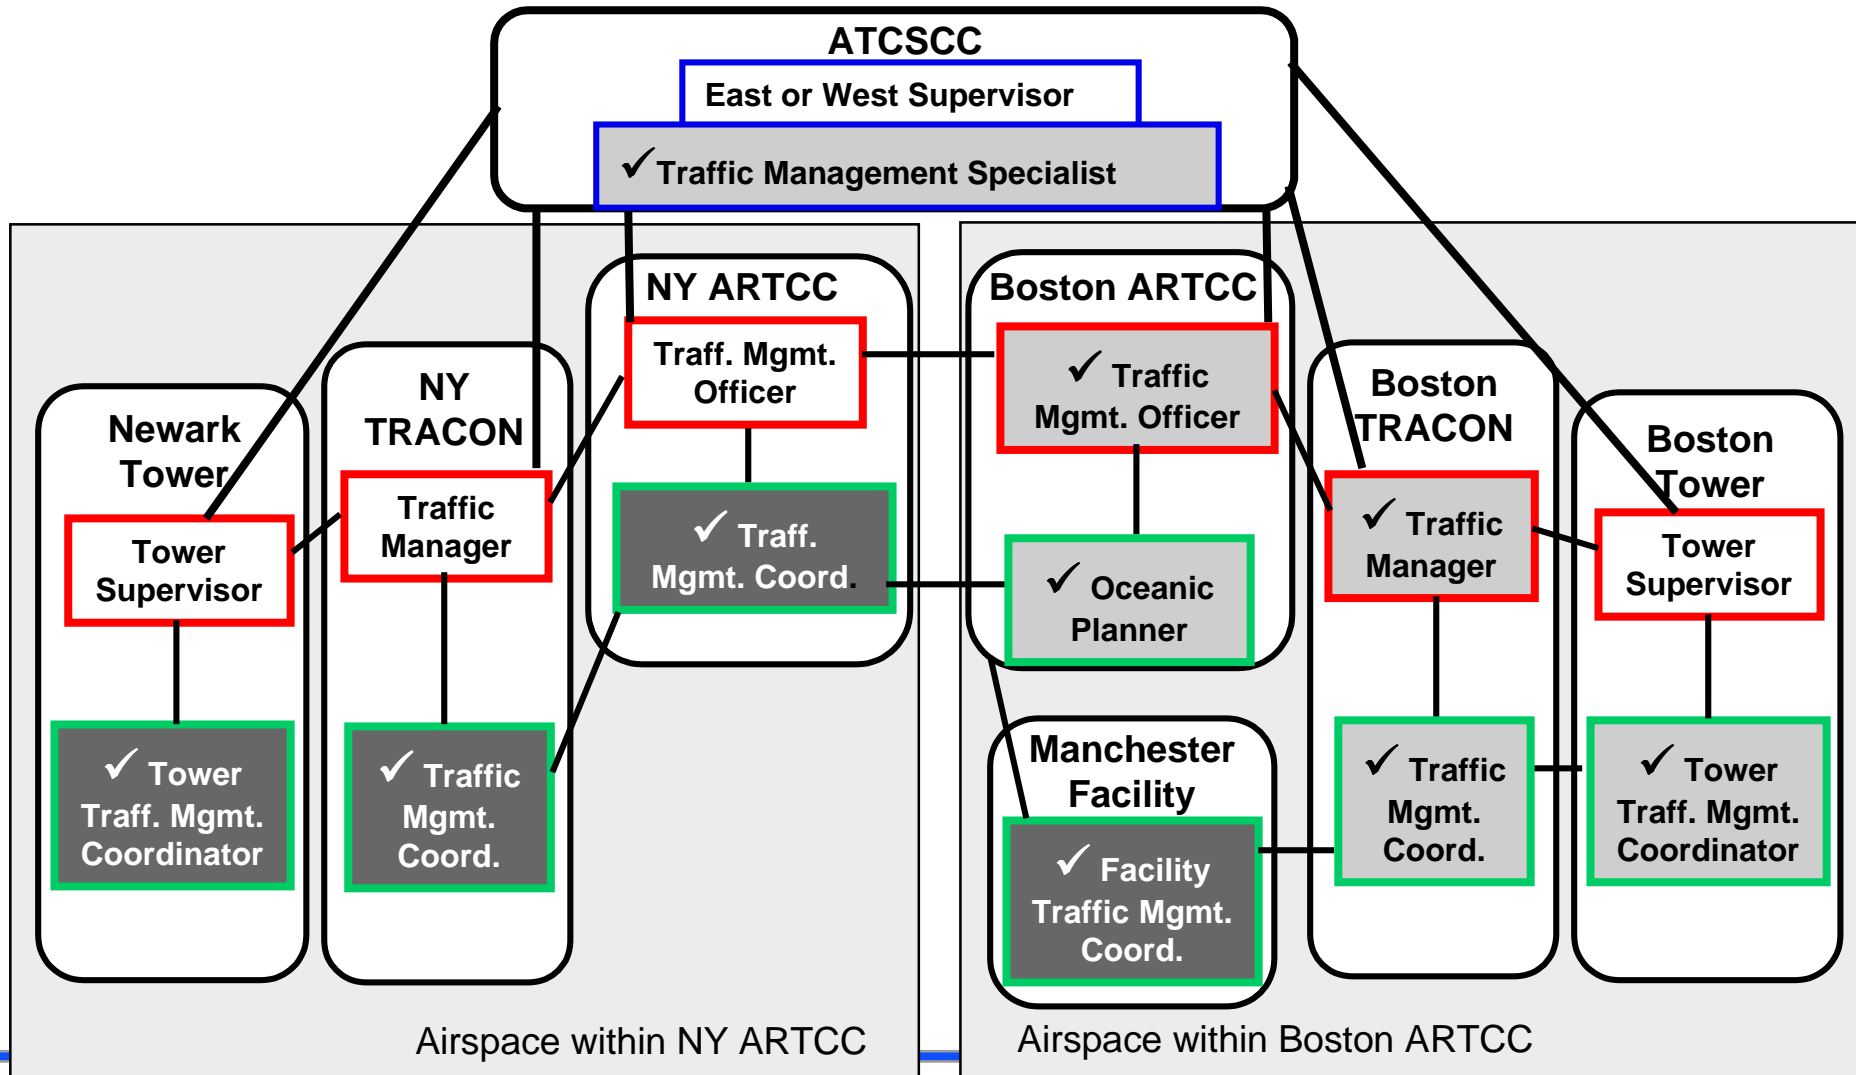 ATCSCC
East or West Supervisor
✓Traffic Management Specialist
NY ARTCC
Traff. Mgmt.
Officer
✓ Traff.
Mgmt. Coord.
NY
TRACON
Traffic
Manager
✓ Traffic
Mgmt.
Coord.
Newark
Tower
Tower
Supervisor
✓ Tower
Traff. Mgmt.
Coordinator
Airspace within NY ARTCC
Boston ARTCC
✓ Traffic
Mgmt. Officer
✓ Oceanic
Planner
Manchester
Facility
✓ Facility
Traffic Mgmt.
Coord.
Boston
TRACON
✓ Traffic
Manager
✓ Traffic
Mgmt.
Coord.
Boston
Tower
Tower
Supervisor
✓ Tower
Traff. Mgmt.
Coordinator
Airspace within Boston ARTCC